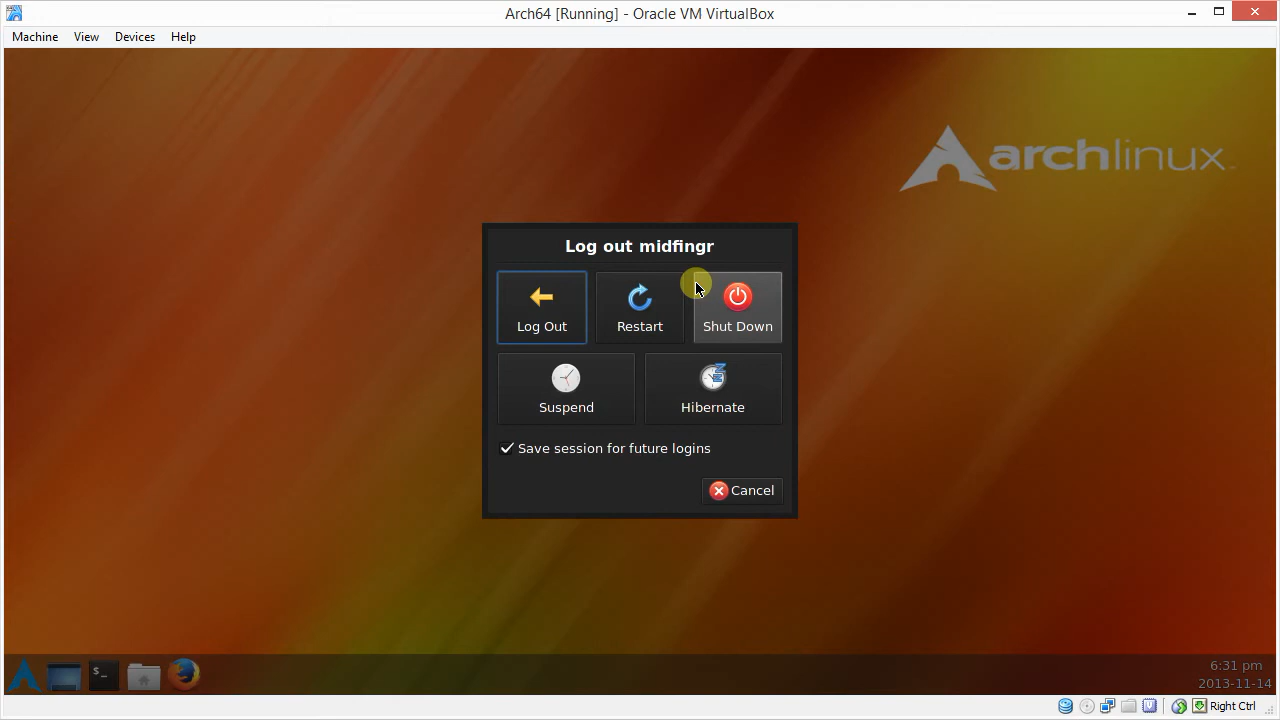 Arch64 [Running] - Oracle VM VirtualBox
Machine View Devices Help
archlinux
Log out midfingr
Log Out Restart Shut Down
Suspend Hibernate
Save session for future logins
Cancel
6:31 pm
2013-11-14
Right Ctrl